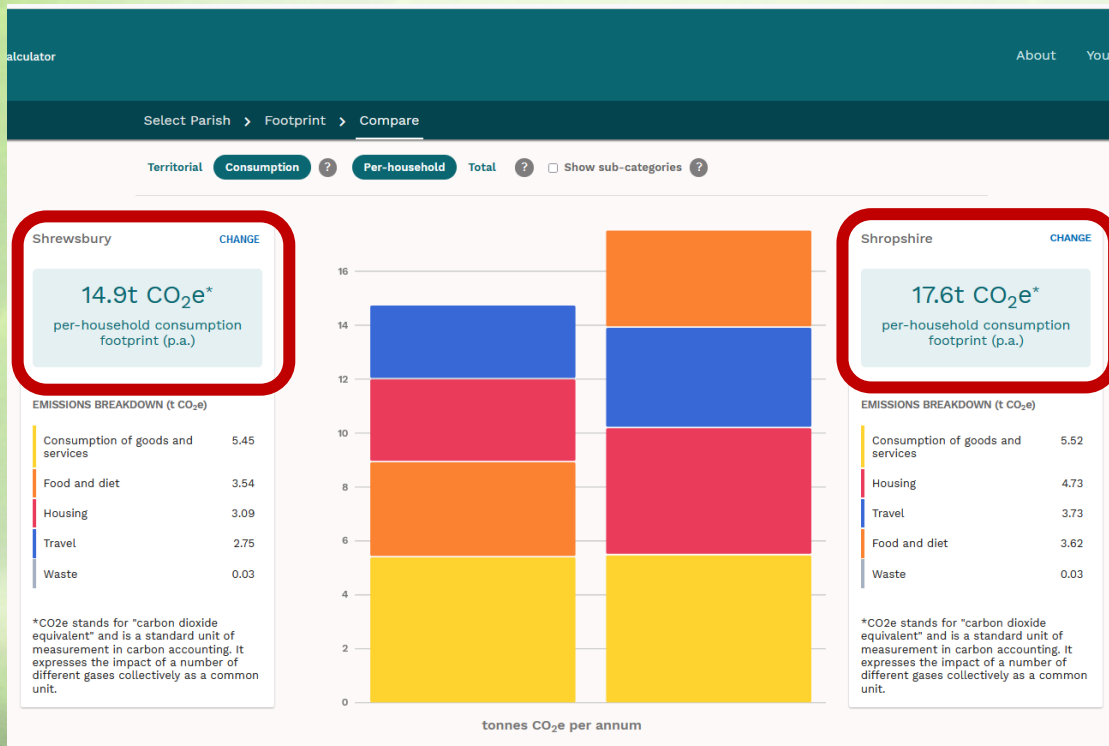 alculator
About You
Select Parish > Footprint > Compare
Territorial Consumption ? Per-household Total ? Show sub-categories ?
Shrewsbury CHANGE
14.9t CO₂e*
per-household consumption
footprint (p.a.)
EMISSIONS BREAKDOWN (t CO₂e)
Consumption of goods and 5.45
services
Food and diet 3.54
Housing 3.09
Travel 2.75
Waste 0.03
*CO2e stands for "carbon dioxide
equivalent" and is a standard unit of
measurement in carbon accounting. It
expresses the impact of a number of
different gases collectively as a common
unit.
16
14
12
10
8
6
4
2
0
tonnes CO₂e per annum
Shropshire CHANGE
17.6t CO₂e*
per-household consumption
footprint (p.a.)
EMISSIONS BREAKDOWN (t CO₂e)
Consumption of goods and 5.52
services
Housing 4.73
Travel 3.73
Food and diet 3.62
Waste 0.03
*CO2e stands for "carbon dioxide
equivalent" and is a standard unit of
measurement in carbon accounting. It
expresses the impact of a number of
different gases collectively as a common
unit.